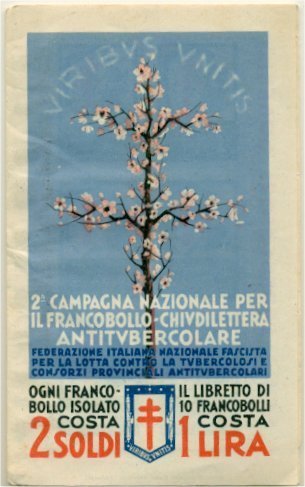 VIRIBVS VNITIS
2ª CAMPAGNA NAZIONALE PER
IL FRANCOBOLLO-CHIVDILETTERA
ANTITVBERCOLARE
FEDERAZIONE ITALIANA NAZIONALE FASCISTA
PER LA LOTTA CONTRO LA TVBERCOLOSI E
CONSORZI PROVINCIALI ANTITVBERCOLARI
OGNI FRANCO-
BOLLO ISOLATO
COSTA
2 SOLDI
VIRIBVS VNITIS
IL LIBRETTO DI
10 FRANCOBOLLI
COSTA
1 LIRA